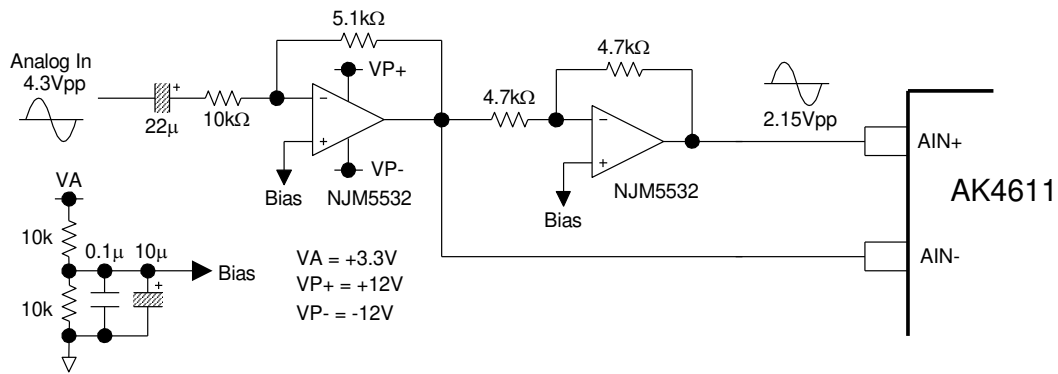 5.1kΩ
Analog In
4.3Vpp
+
22μ
10kΩ
VP+
−
+
VP-
Bias
NJM5532
4.7kΩ
4.7kΩ
−
+
Bias
NJM5532
2.15Vpp
AIN+
AK4611
AIN-
VA
10k
0.1μ
10μ
+
Bias
10k
VA = +3.3V
VP+ = +12V
VP- = -12V